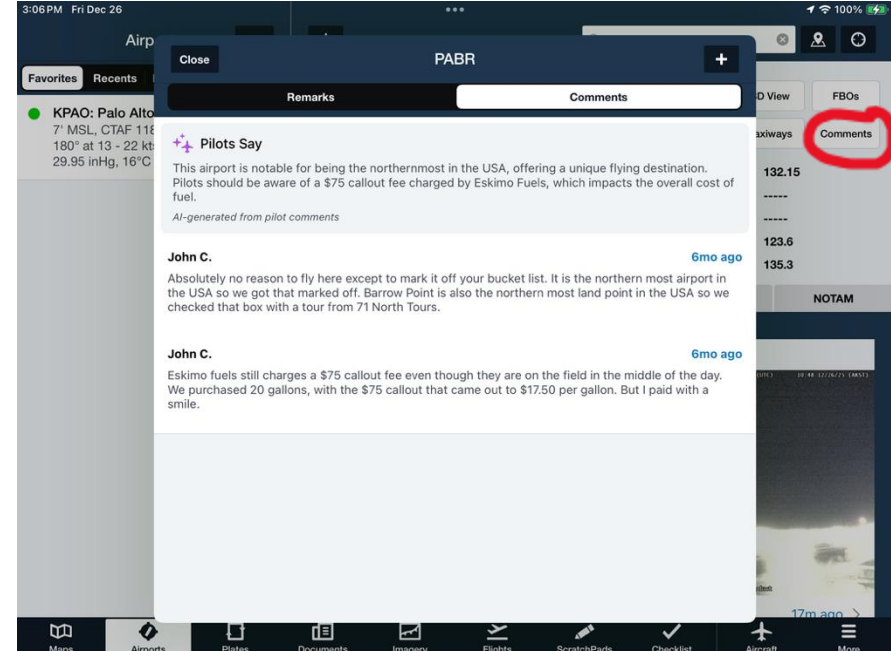 3:06 PM Fri Dec 26
100%
Airp
Favorites Recents
KPAO: Palo Alto
7' MSL, CTAF 118
180° at 13 - 22 kts
29.95 inHg, 16°C
Close PABR +
Remarks Comments
Pilots Say
This airport is notable for being the northernmost in the USA, offering a unique flying destination.
Pilots should be aware of a $75 callout fee charged by Eskimo Fuels, which impacts the overall cost of
fuel.
AI-generated from pilot comments
John C. 6mo ago
Absolutely no reason to fly here except to mark it off your bucket list. It is the northern most airport in
the USA so we got that marked off. Barrow Point is also the northern most land point in the USA so we
checked that box with a tour from 71 North Tours.
John C. 6mo ago
Eskimo fuels still charges a $75 callout fee even though they are on the field in the middle of the day.
We purchased 20 gallons, with the $75 callout that came out to $17.50 per gallon. But I paid with a
smile.
D View FBOs
axiways Comments
132.15
-----
-----
123.6
135.3
NOTAM
17m ago >
Maps Airports Plates Documents Imagery Flights ScratchPads Checklist Aircraft More